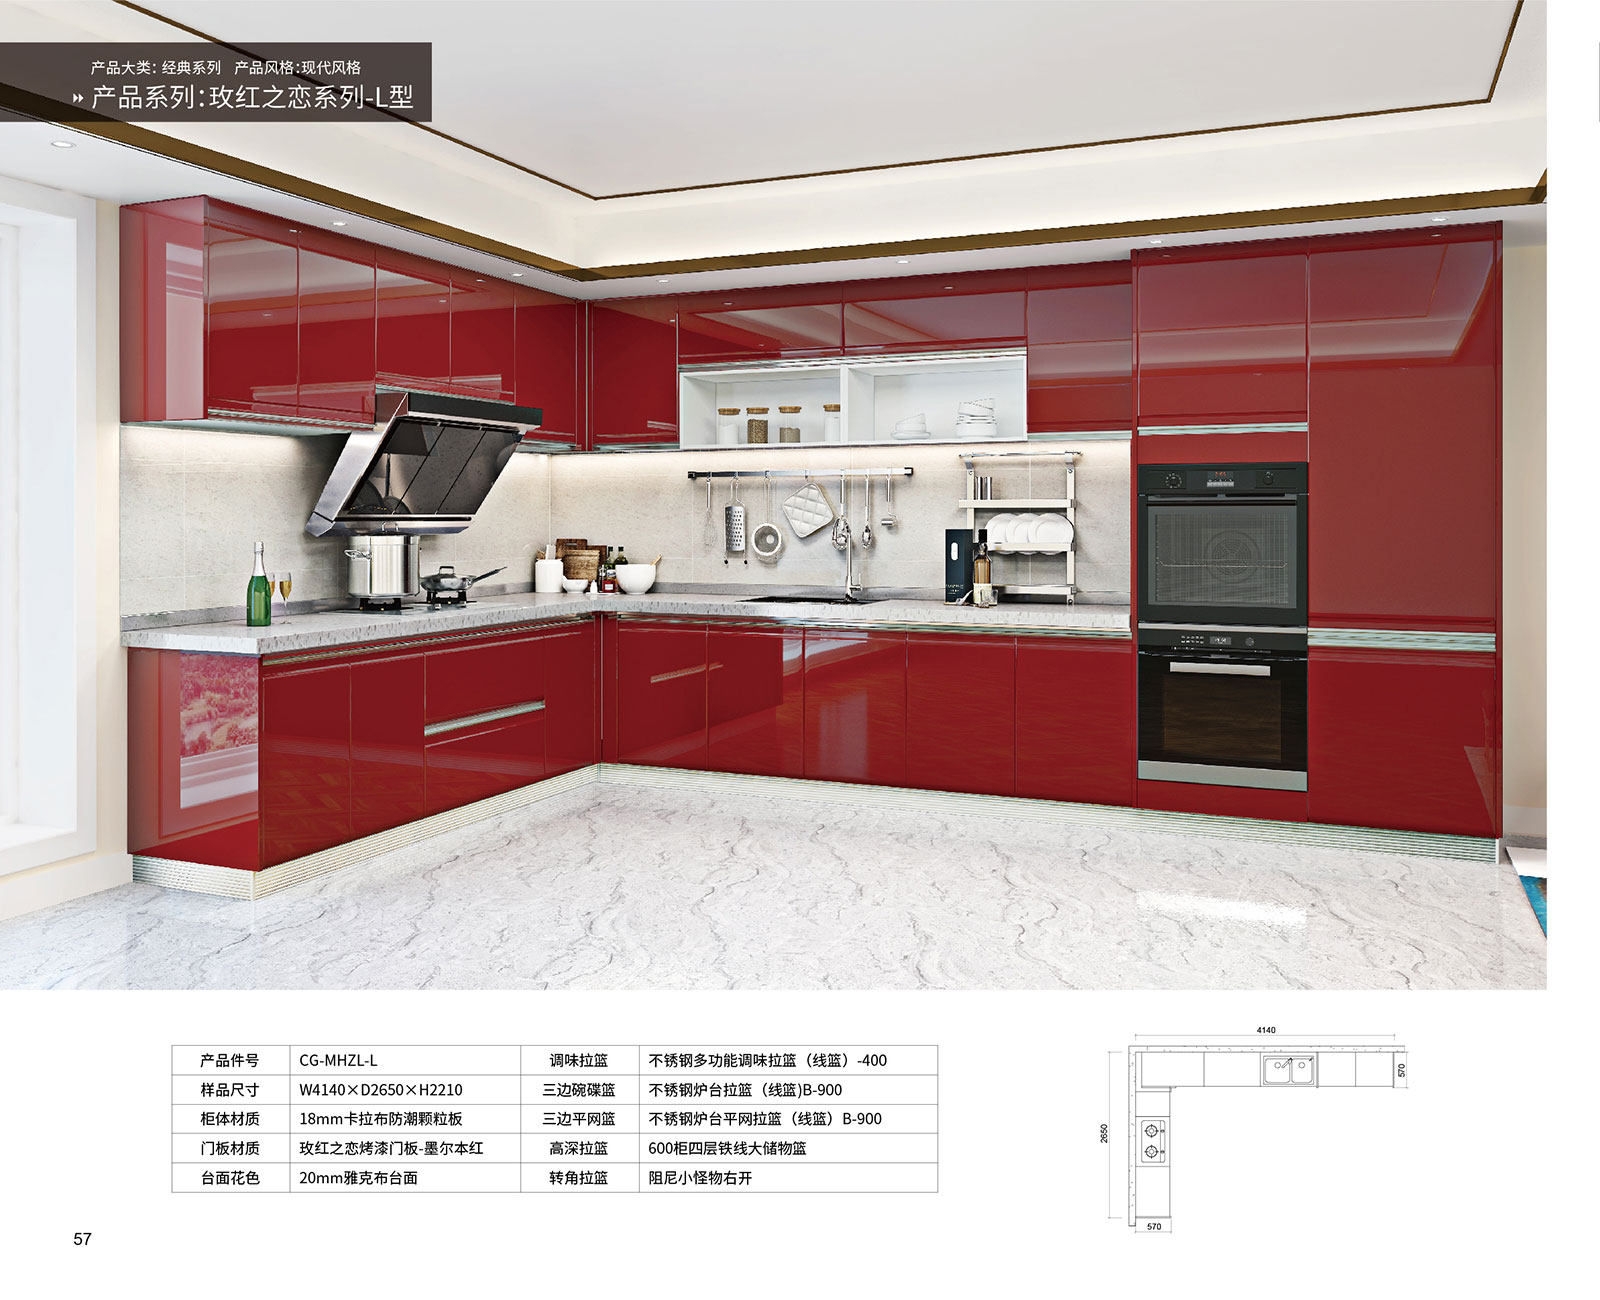 产品大类: 经典系列　产品风格:现代风格
产品系列:玫红之恋系列-L型
产品件号 CG-MHZL-L 调味拉篮 不锈钢多功能调味拉篮（线篮）-400
样品尺寸 W4140×D2650×H2210 三边碗碟篮 不锈钢炉台拉篮（线篮)B-900
柜体材质 18mm卡拉布防潮颗粒板 三边平网篮 不锈钢炉台平网拉篮（线篮）B-900
门板材质 玫红之恋烤漆门板-墨尔本红 高深拉篮 600柜四层铁线大储物篮
台面花色 20mm雅克布台面 转角拉篮 阻尼小怪物右开
4140
570
2650
570
57